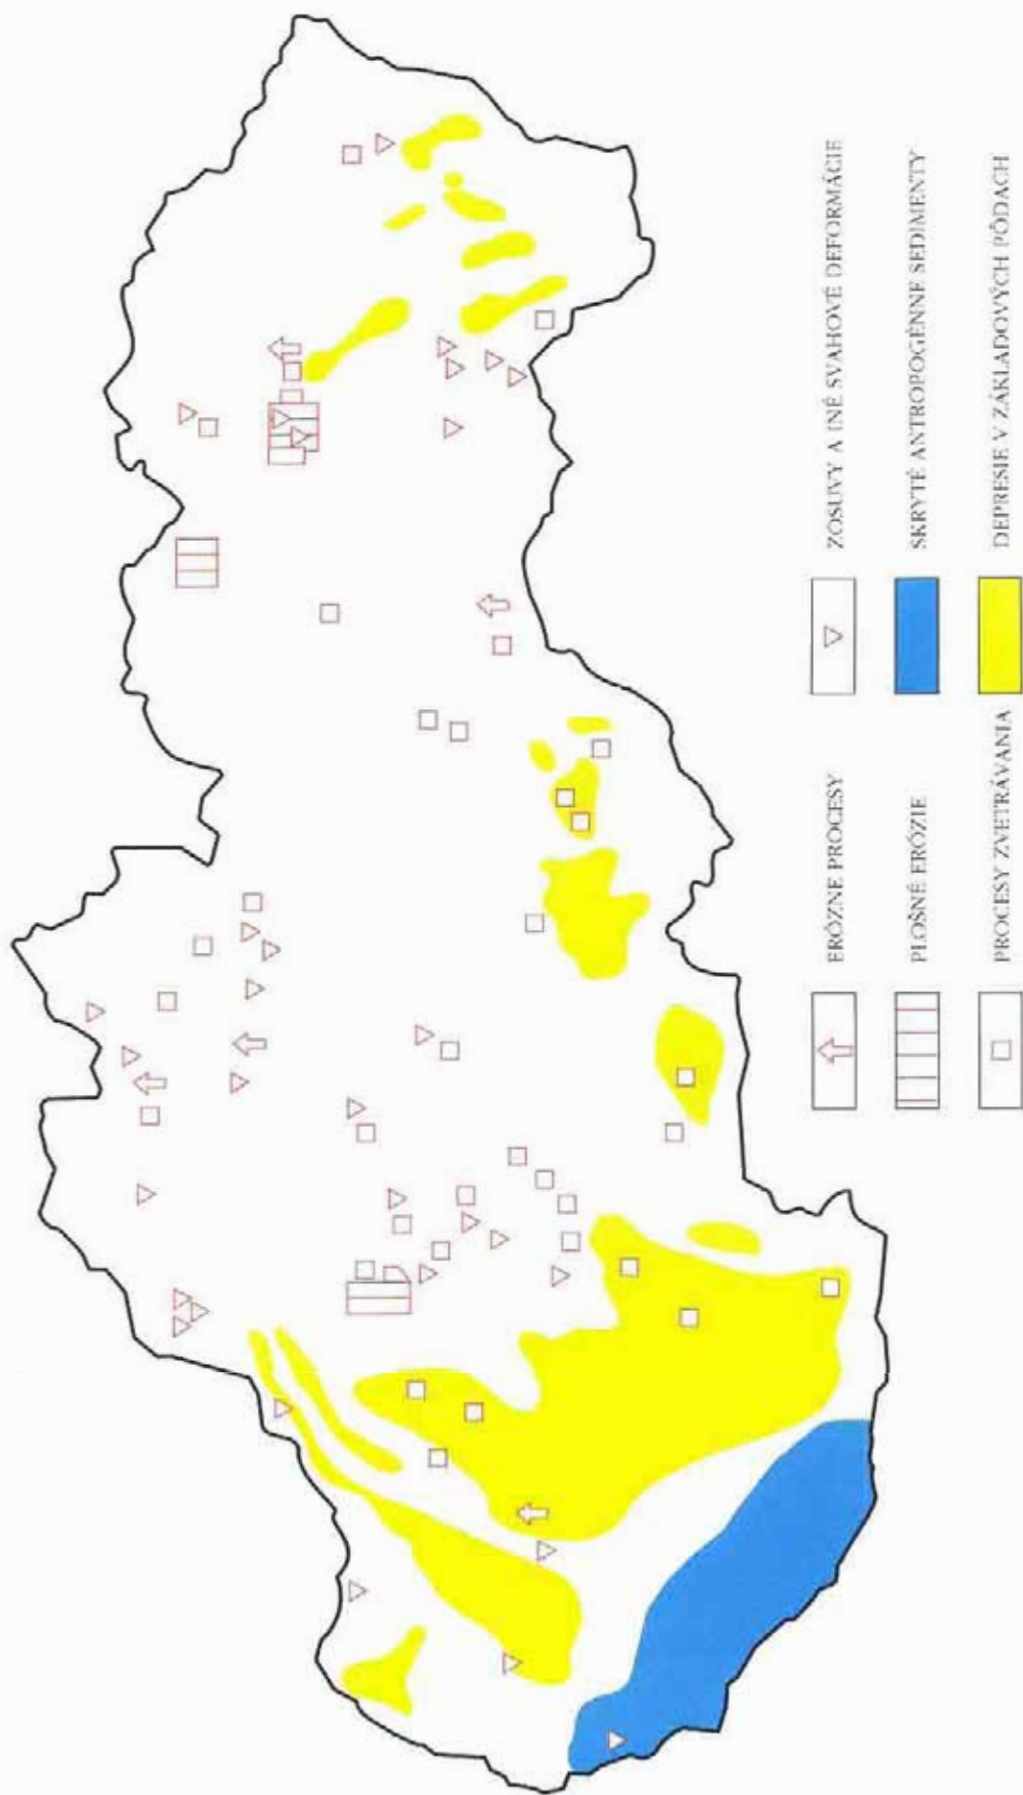 ERÓZNE PROCESY
PLOŠNÉ ERÓZIE
PROCESY ZVETRÁVANIA
ZOSUVY A INÉ SVAHOVÉ DEFORMÁCIE
SKRYTÉ ANTROPOGÉNNE SEDIMENTY
DEPRESIE V ZÁKLADOVÝCH PÔDACH